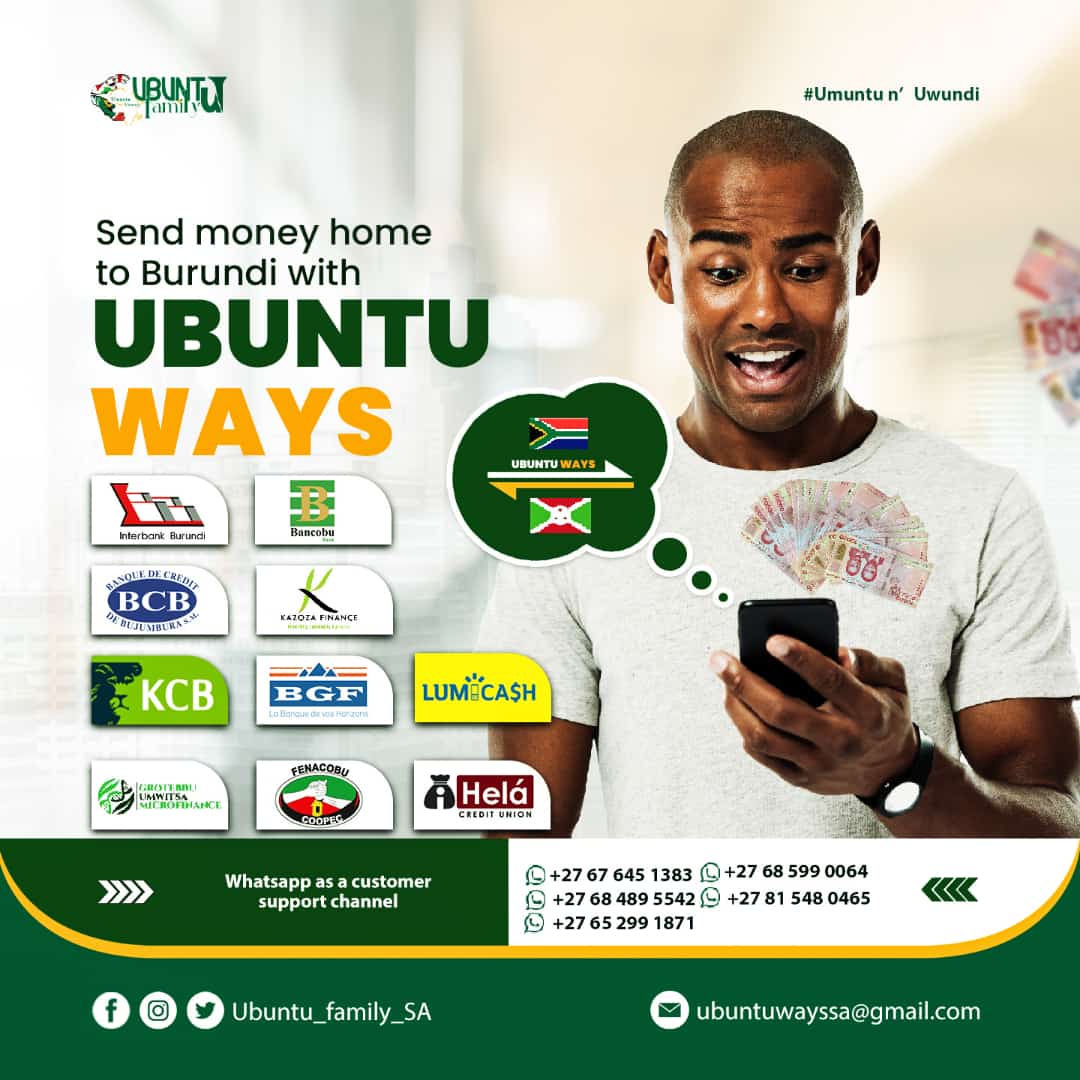 UBUNTU
family
#Umuntu n' Uwundi
Send money home
to Burundi with
UBUNTU
WAYS
UBUNTU WAYS
Interbank Burundi
B
Bancobu
BANQUE DE CREDIT
BCB
DE BUJUMBURA S.M.
KAZOZA FINANCE
KCB
BGF
La Banque de vos Horizons
LUMICA$H
UMWITSA
MICROFINANCE
FENACOBU
COOPEC
Helá
CREDIT UNION
Whatsapp as a customer
support channel
+27 67 645 1383 +27 68 599 0064
+27 68 489 5542 +27 81 548 0465
+27 65 299 1871
Ubuntu_family_SA
ubuntuwayssa@gmail.com